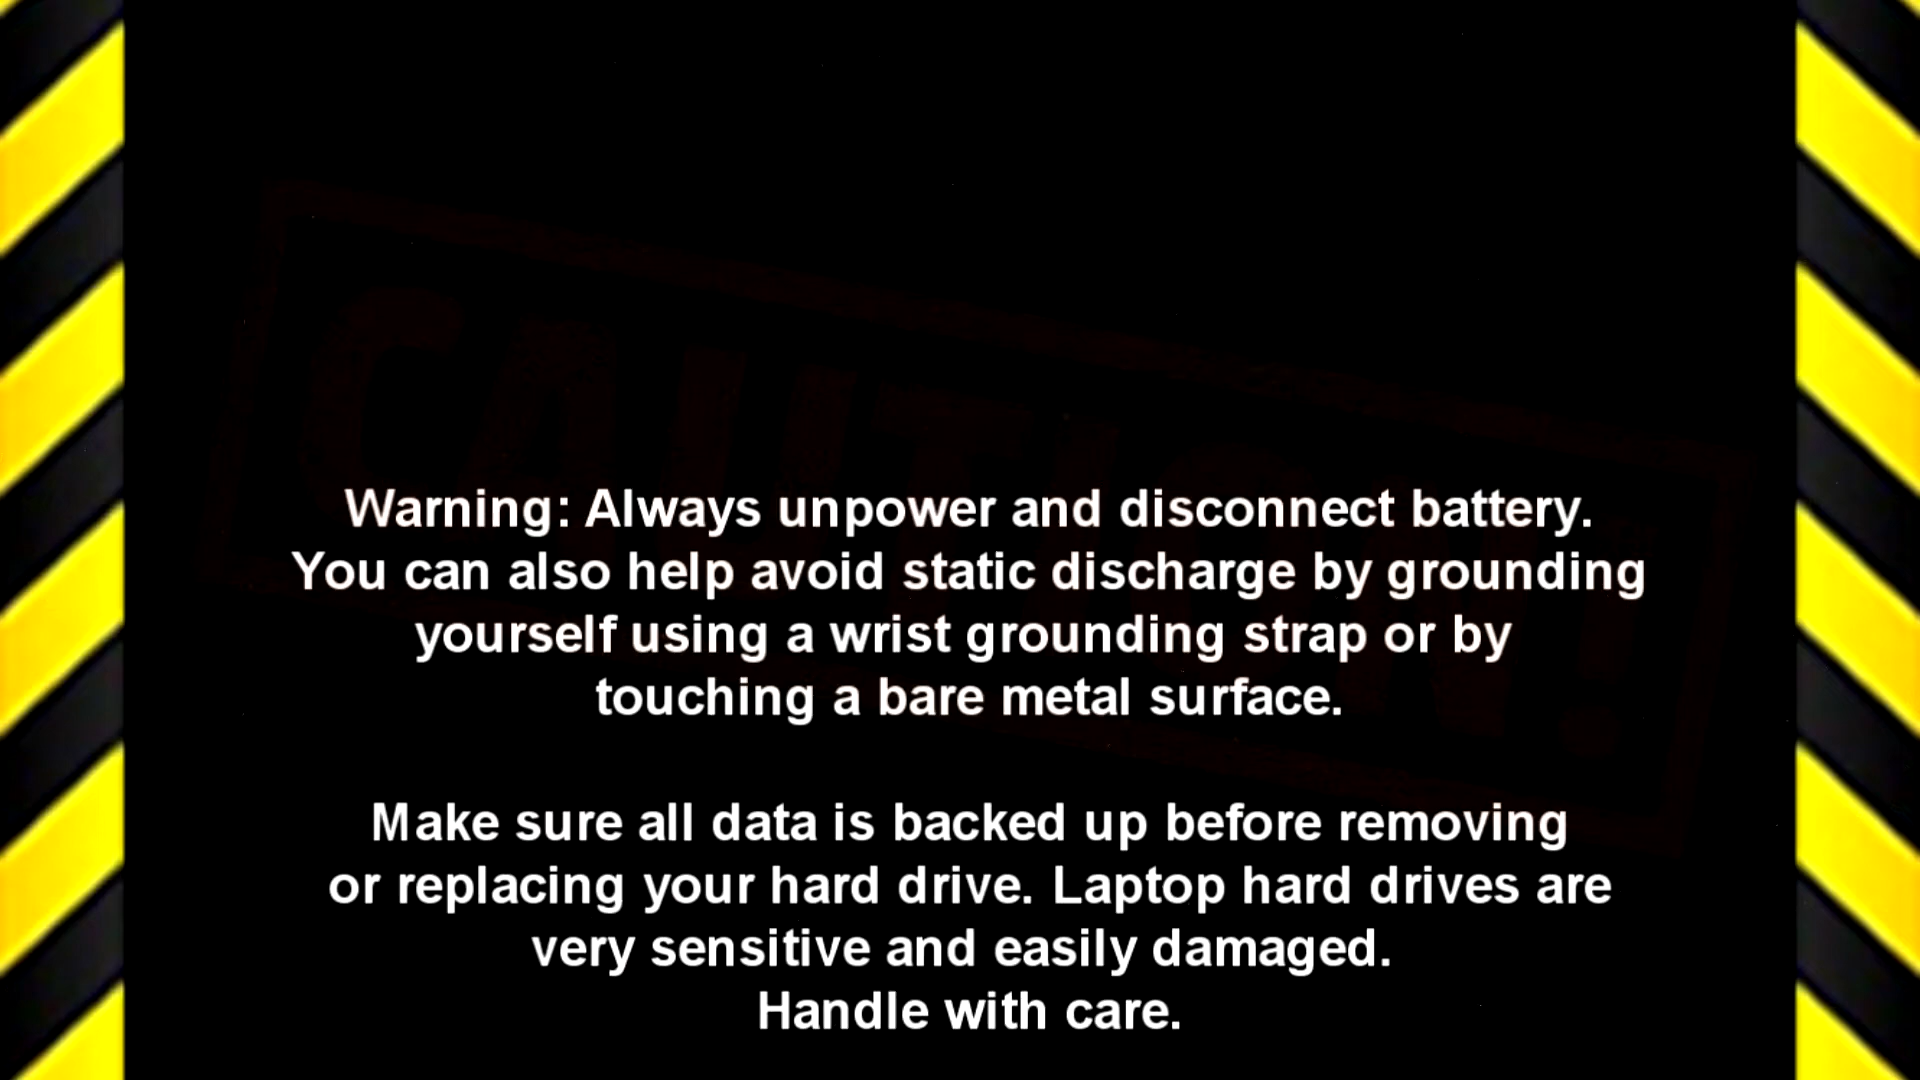 CAUTION!
Warning: Always unpower and disconnect battery.
You can also help avoid static discharge by grounding
yourself using a wrist grounding strap or by
touching a bare metal surface.
Make sure all data is backed up before removing
or replacing your hard drive. Laptop hard drives are
very sensitive and easily damaged.
Handle with care.